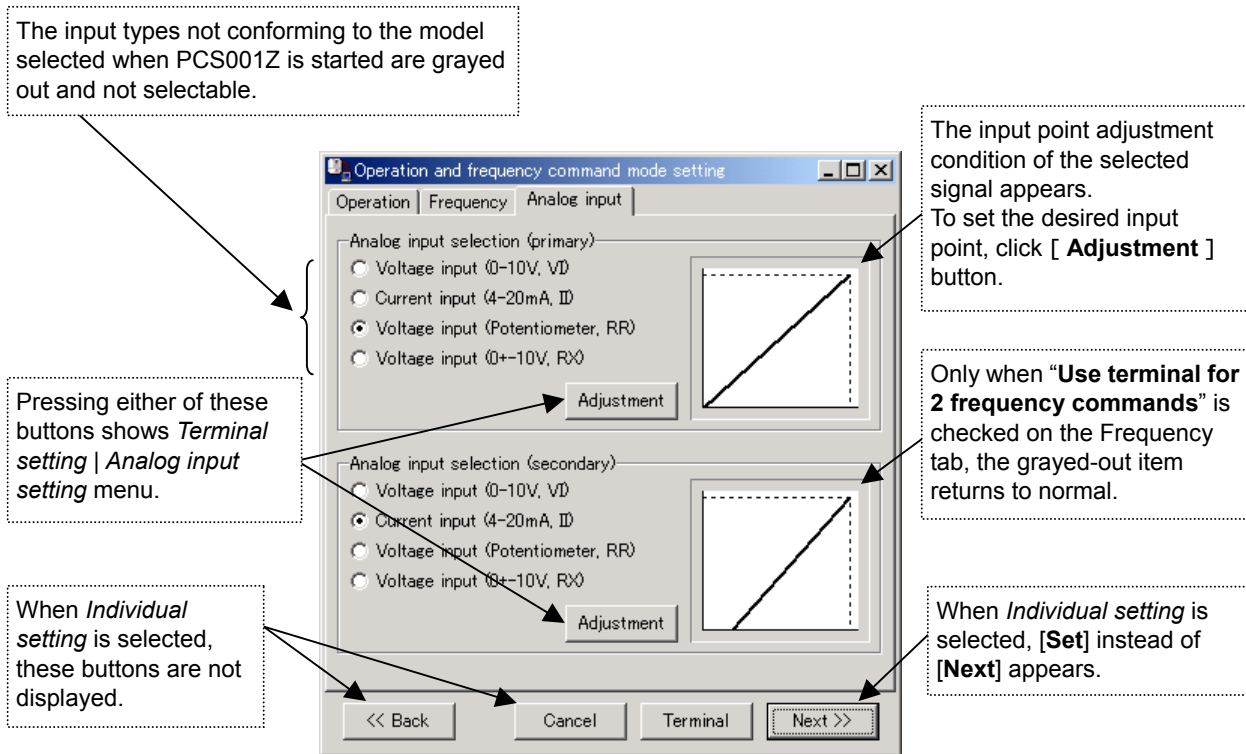 The input types not conforming to the model
selected when PCS001Z is started are grayed
out and not selectable.
The input point adjustment
condition of the selected
signal appears.
To set the desired input
point, click [ Adjustment ]
button.
Operation and frequency command mode setting
Operation
Frequency
Analog input
Analog input selection (primary)
Voltage input (0-10V, VI)
Current input (4-20mA, II)
Voltage input (Potentiometer, RR)
Voltage input (0+-10V, RX)
Adjustment
Pressing either of these
buttons shows Terminal
setting | Analog input
setting menu.
Only when “Use terminal for
2 frequency commands” is
checked on the Frequency
tab, the grayed-out item
returns to normal.
Analog input selection (secondary)
Voltage input (0-10V, VI)
Current input (4-20mA, II)
Voltage input (Potentiometer, RR)
Voltage input (0+-10V, RX)
Adjustment
When Individual
setting is selected,
these buttons are not
displayed.
When Individual setting is
selected, [Set] instead of
[Next] appears.
<< Back
Cancel
Terminal
Next >>